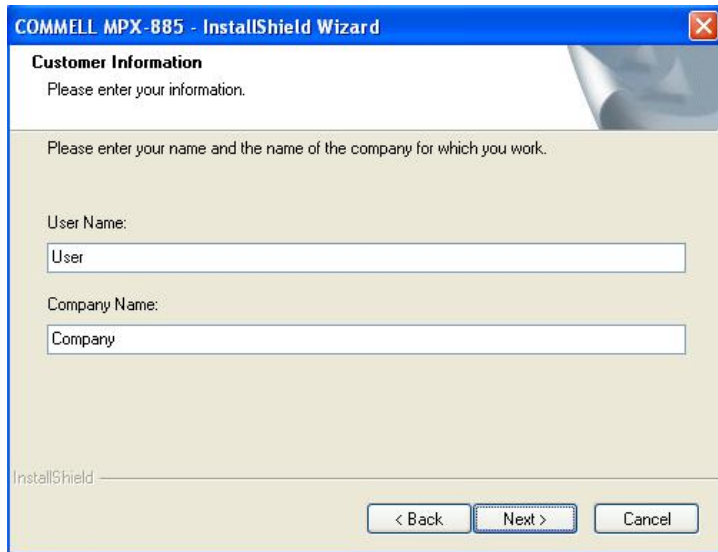 COMMELL MPX-885 - InstallShield Wizard
Customer Information
Please enter your information.
Please enter your name and the name of the company for which you work.
User Name:
User
Company Name:
Company
InstallShield
< Back Next > Cancel